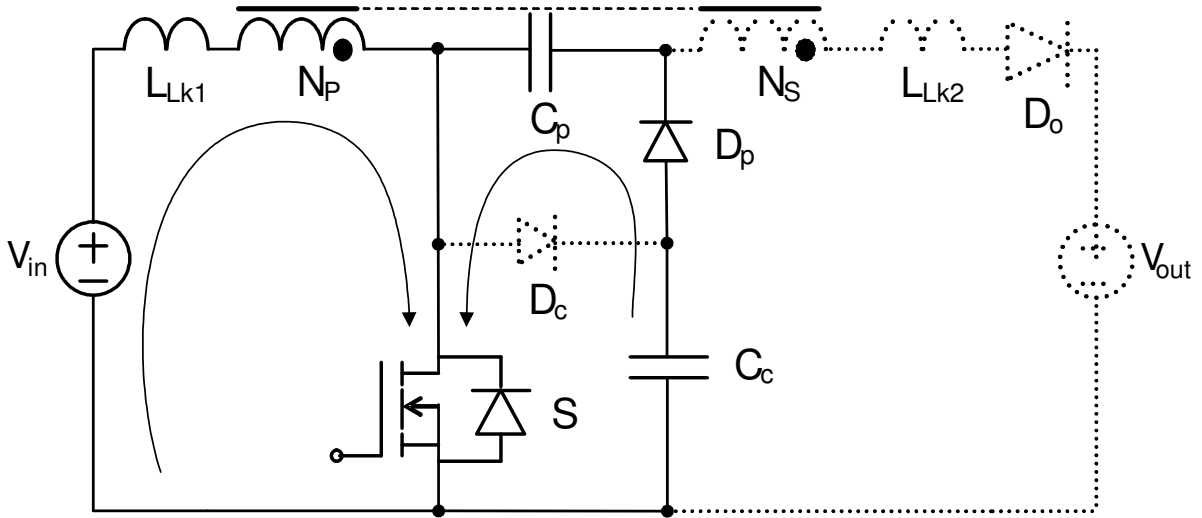 L_Lk1
N_P
C_p
N_S
L_Lk2
D_o
D_p
V_in
D_c
V_out
C_c
S